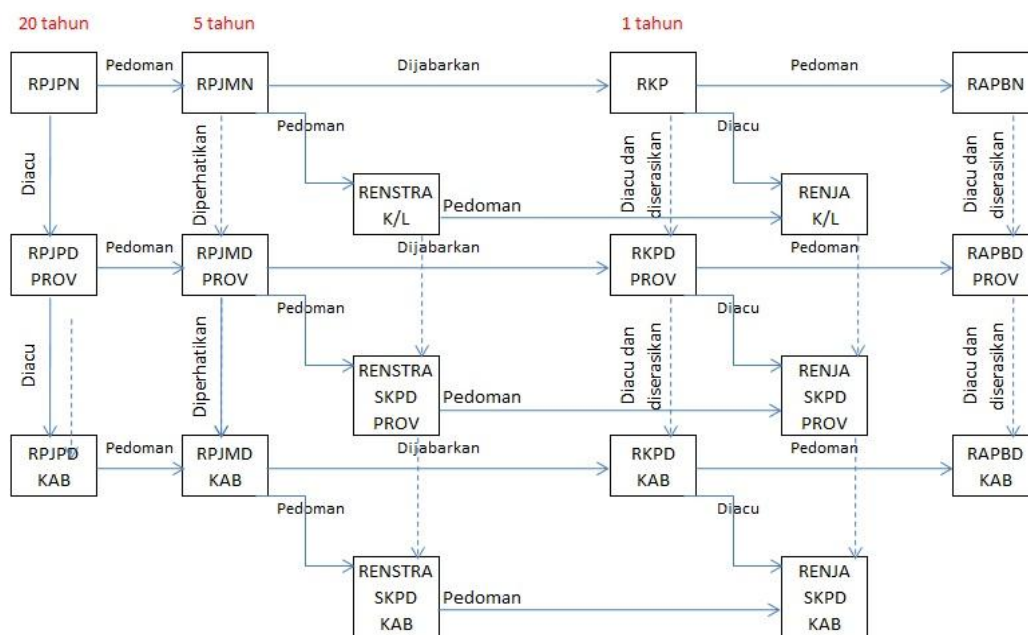 20 tahun
5 tahun
1 tahun
Pedoman
Dijabarkan
Pedoman
RPJPN
RPJMN
RKP
RAPBN
Pedoman
Diacu
Diacu
Diperhatikan
Diacu dan
diserasikan
Diacu dan
diserasikan
RENSTRA
K/L
Pedoman
RENJA
K/L
Pedoman
Dijabarkan
Pedoman
RPJPD
PROV
RPJMD
PROV
RKPD
PROV
RAPBD
PROV
Pedoman
Diacu
Diacu
Diperhatikan
Diacu dan
diserasikan
Diacu dan
diserasikan
RENSTRA
SKPD
PROV
Pedoman
RENJA
SKPD
PROV
Pedoman
Dijabarkan
Pedoman
RPJPD
KAB
RPJMD
KAB
RKPD
KAB
RAPBD
KAB
Pedoman
Diacu
RENSTRA
SKPD
KAB
Pedoman
RENJA
SKPD
KAB